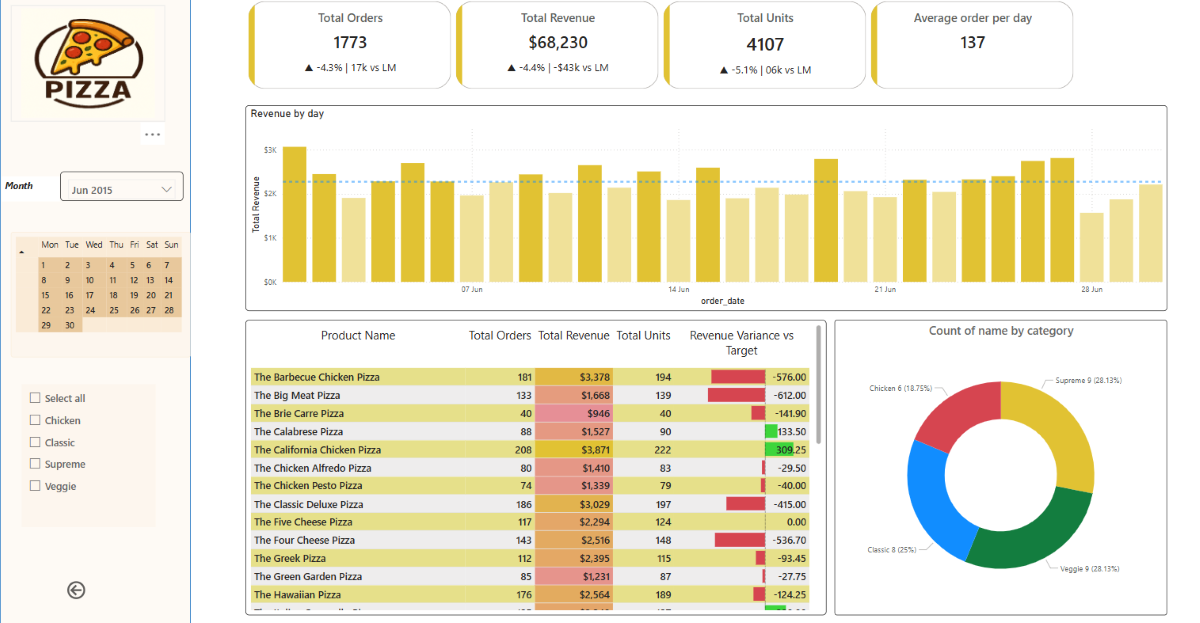 PIZZA
...
Month
Jun 2015
Mon Tue Wed Thu Fri Sat Sun
1 2 3 4 5 6 7
8 9 10 11 12 13 14
15 16 17 18 19 20 21
22 23 24 25 26 27 28
29 30
Select all
Chicken
Classic
Supreme
Veggie
Total Orders
1773
▲ -4.3% | 17k vs LM
Total Revenue
$68,230
▲ -4.4% | -$43k vs LM
Total Units
4107
▲ -5.1% | 06k vs LM
Average order per day
137
Revenue by day
Total Revenue
$3K
$2K
$1K
$0K
07 Jun 14 Jun 21 Jun 28 Jun
order_date
Product Name Total Orders Total Revenue Total Units Revenue Variance vs
Target
The Barbecue Chicken Pizza 181 $3,378 194 -576.00
The Big Meat Pizza 133 $1,668 139 -612.00
The Brie Carre Pizza 40 $946 40 -141.90
The Calabrese Pizza 88 $1,527 90 133.50
The California Chicken Pizza 208 $3,871 222 309.25
The Chicken Alfredo Pizza 80 $1,410 83 -29.50
The Chicken Pesto Pizza 74 $1,339 79 -40.00
The Classic Deluxe Pizza 186 $3,029 197 -415.00
The Five Cheese Pizza 117 $2,294 124 0.00
The Four Cheese Pizza 143 $2,516 148 -536.70
The Greek Pizza 112 $2,395 115 -93.45
The Green Garden Pizza 85 $1,231 87 -27.75
The Hawaiian Pizza 176 $2,564 189 -124.25
Count of name by category
Chicken 6 (18.75%)
Supreme 9 (28.13%)
Classic 8 (25%)
Veggie 9 (28.13%)